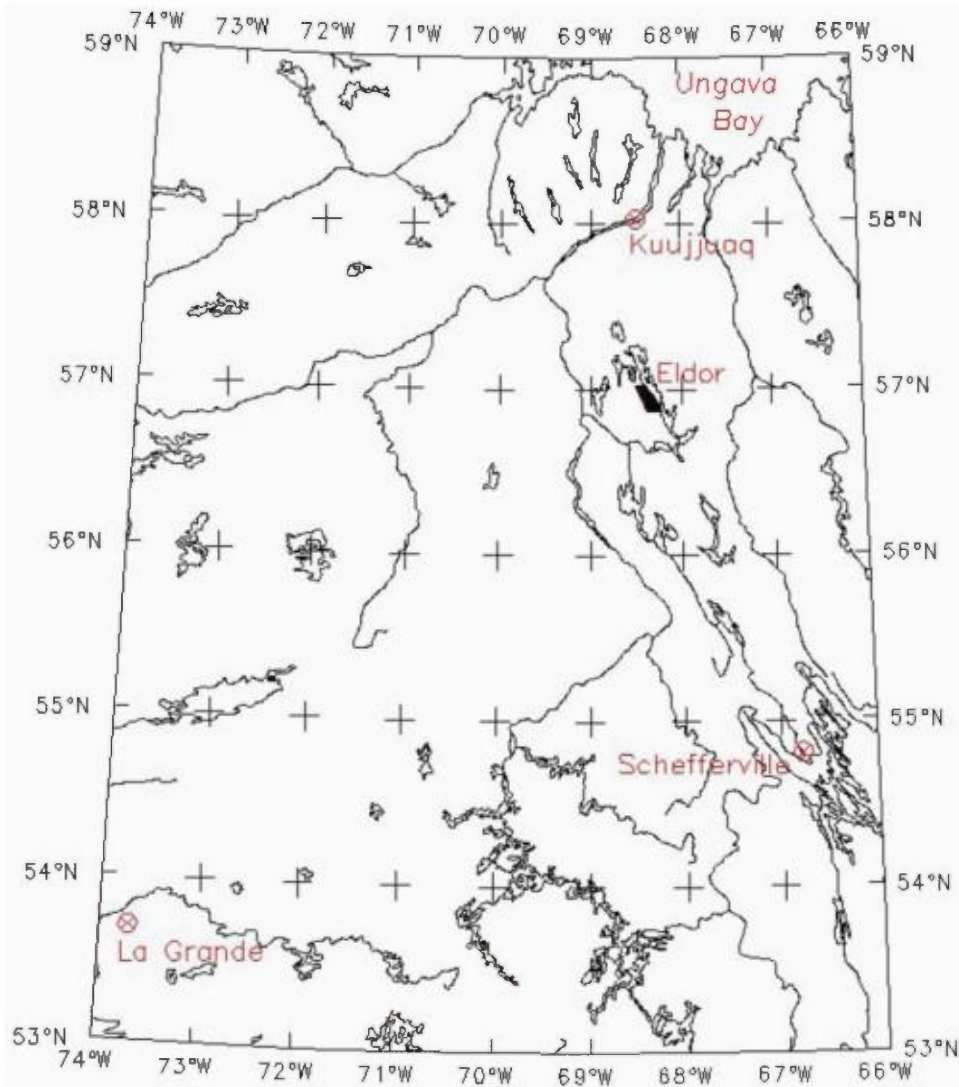 74°W 73°W 72°W 71°W 70°W 69°W 68°W 67°W 66°W
59°N 59°N
Ungava
Bay
58°N 58°N
Kuujjuaq
57°N Eldor 57°N
56°N 56°N
55°N 55°N
Schefferville
54°N 54°N
La Grande
53°N 53°N
74°W 73°W 72°W 71°W 70°W 69°W 68°W 67°W 66°W